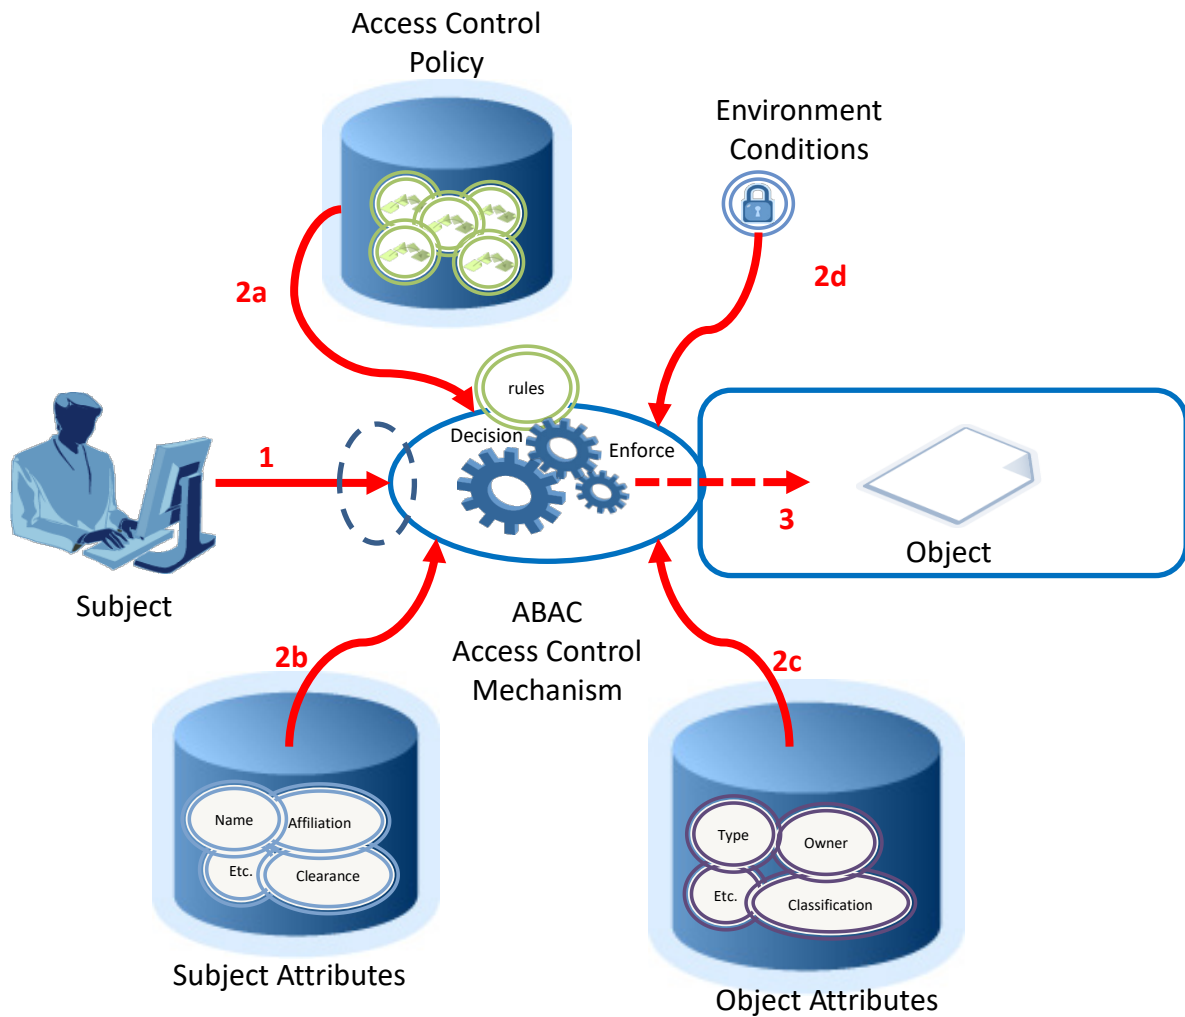 Access Control
Policy
Environment
Conditions
2a
2d
rules
Decision
Enforce
1
3
Object
Subject
ABAC
Access Control
Mechanism
2b
2c
Name
Affiliation
Etc.
Clearance
Type
Owner
Etc.
Classification
Subject Attributes
Object Attributes